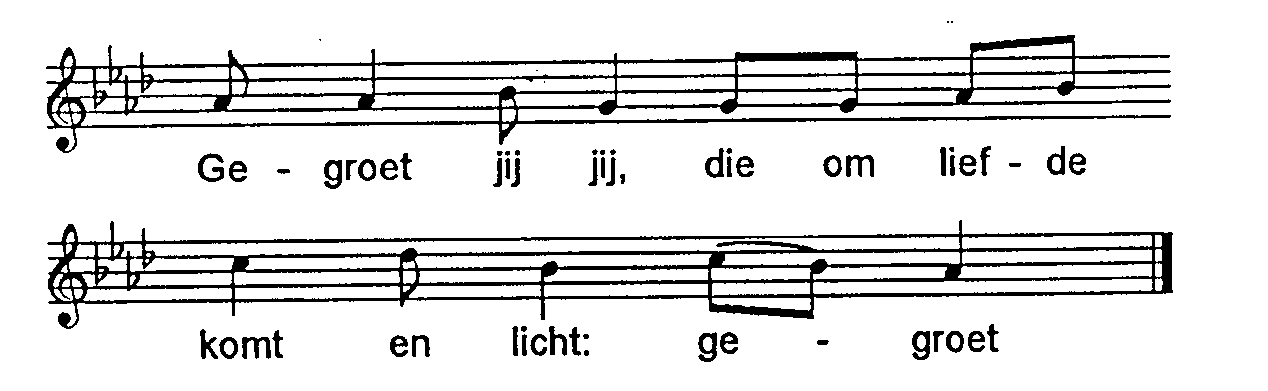 Ge - groet jij jij, die om lief - de
komt en licht: ge - groet